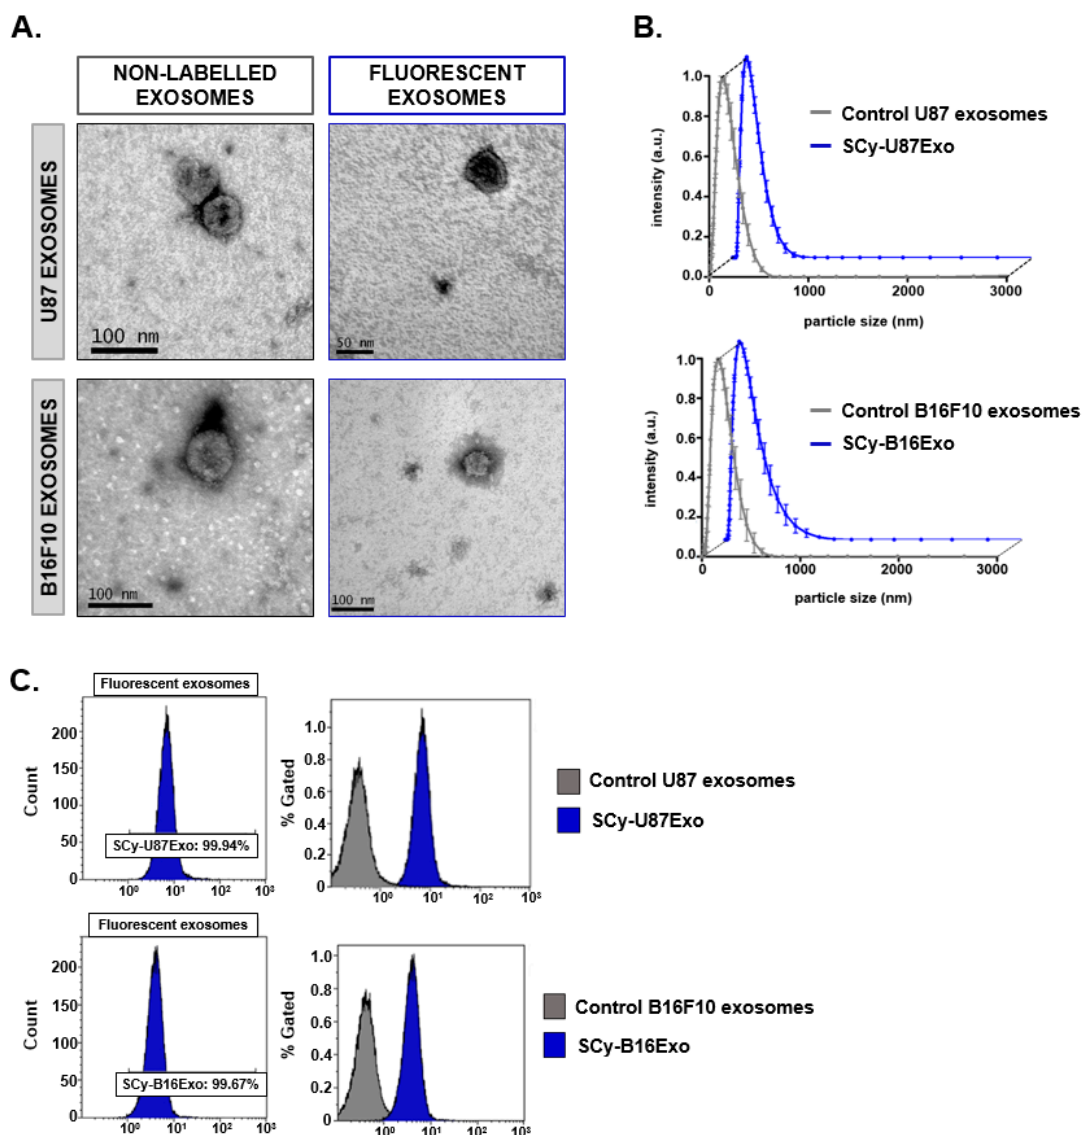 A.
NON-LABELLED
EXOSOMES
FLUORESCENT
EXOSOMES
U87 EXOSOMES
100 nm
50 nm
B16F10 EXOSOMES
100 nm
100 nm
B.
intensity (a.u.)
1.0
0.8
0.6
0.4
0.2
0.0
0
1000
2000
3000
particle size (nm)
Control U87 exosomes
SCy-U87Exo
intensity (a.u.)
1.0
0.8
0.6
0.4
0.2
0.0
0
1000
2000
3000
particle size (nm)
Control B16F10 exosomes
SCy-B16Exo
C.
Fluorescent exosomes
Count
200
150
100
50
0
SCy-U87Exo: 99.94%
10⁰
10¹
10²
10³
% Gated
1.0
0.8
0.6
0.4
0.2
0
10⁰
10¹
10²
10³
Control U87 exosomes
SCy-U87Exo
Fluorescent exosomes
Count
200
150
100
50
0
SCy-B16Exo: 99.67%
10⁰
10¹
10²
10³
% Gated
1.0
0.8
0.6
0.4
0.2
0
10⁰
10¹
10²
10³
Control B16F10 exosomes
SCy-B16Exo